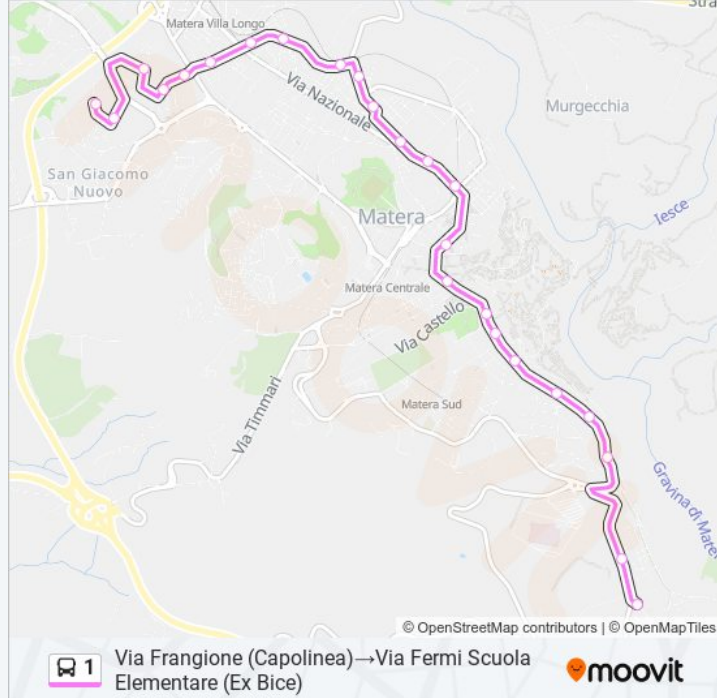 Stra
Matera Villa Longo
Via Nazionale
Murgecchia
San Giacomo
Nuovo
Matera
Iesce
Matera Centrale
Via Castello
Matera Sud
Via Timmari
Gravina di Mater
© OpenStreetMap contributors | © OpenMapTiles
1
Via Frangione (Capolinea)→Via Fermi Scuola
Elementare (Ex Bice)
moovit